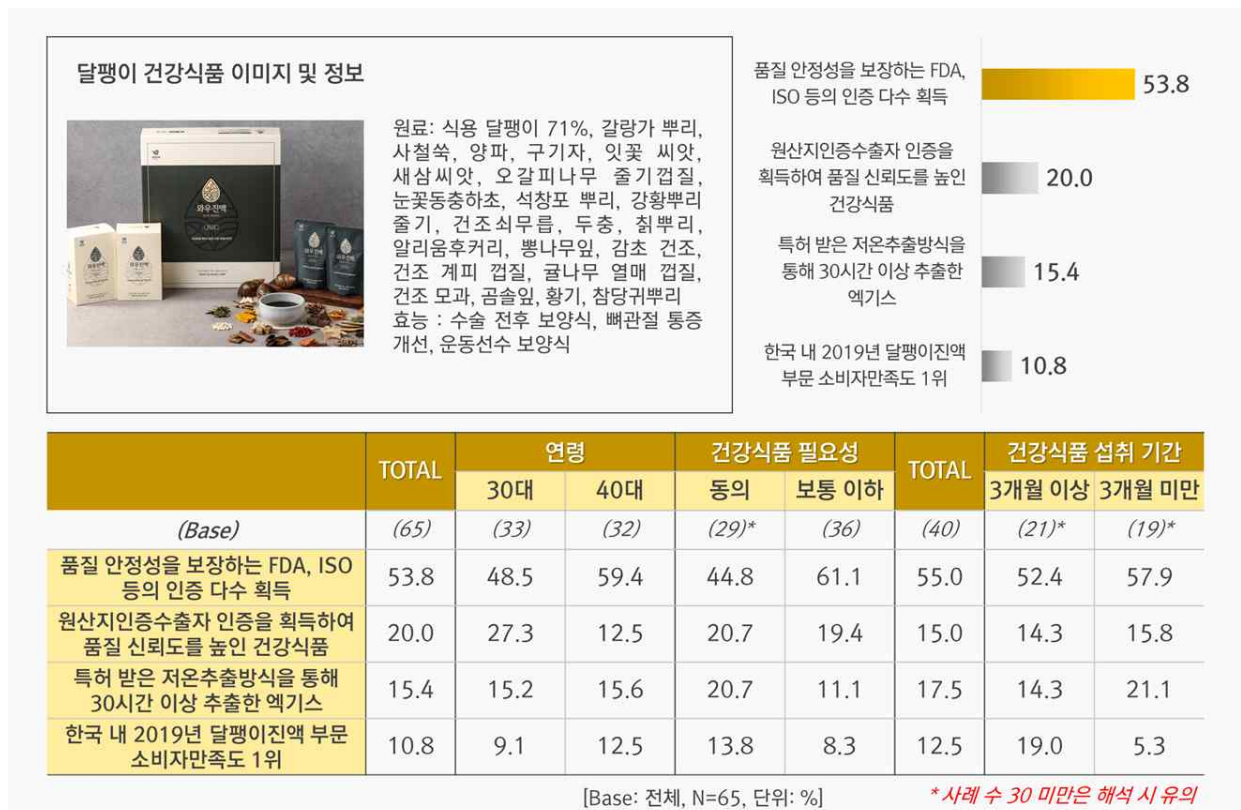 달팽이 건강식품 이미지 및 정보
와우진액
원료: 식용 달팽이 71%, 갈랑가 뿌리,
사철쑥, 양파, 구기자, 잇꽃 씨앗,
새삼씨앗, 오갈피나무 줄기껍질,
눈꽃동충하초, 석창포 뿌리, 강황뿌리
줄기, 건조쇠무릅, 두충, 칡뿌리,
알리움후커리, 뽕나무잎, 감초 건조,
건조 계피 껍질, 귤나무 열매 껍질,
건조 모과, 곰솔잎, 황기, 참당귀뿌리
효능 : 수술 전후 보양식, 뼈관절 통증
개선, 운동선수 보양식
품질 안정성을 보장하는 FDA,
ISO 등의 인증 다수 획득
53.8
원산지인증수출자 인증을
획득하여 품질 신뢰도를 높인
건강식품
20.0
특허 받은 저온추출방식을
통해 30시간 이상 추출한
엑기스
15.4
한국 내 2019년 달팽이진액
부문 소비자만족도 1위
10.8
TOTAL 연령 건강식품 필요성 TOTAL 건강식품 섭취 기간
30대 40대 동의 보통 이하 3개월 이상 3개월 미만
(Base) (65) (33) (32) (29)* (36) (40) (21)* (19)*
품질 안정성을 보장하는 FDA, ISO
등의 인증 다수 획득
53.8 48.5 59.4 44.8 61.1 55.0 52.4 57.9
원산지인증수출자 인증을 획득하여
품질 신뢰도를 높인 건강식품
20.0 27.3 12.5 20.7 19.4 15.0 14.3 15.8
특허 받은 저온추출방식을 통해
30시간 이상 추출한 엑기스
15.4 15.2 15.6 20.7 11.1 17.5 14.3 21.1
한국 내 2019년 달팽이진액 부문
소비자만족도 1위
10.8 9.1 12.5 13.8 8.3 12.5 19.0 5.3
[Base: 전체, N=65, 단위: %]
* 사례 수 30 미만은 해석 시 유의